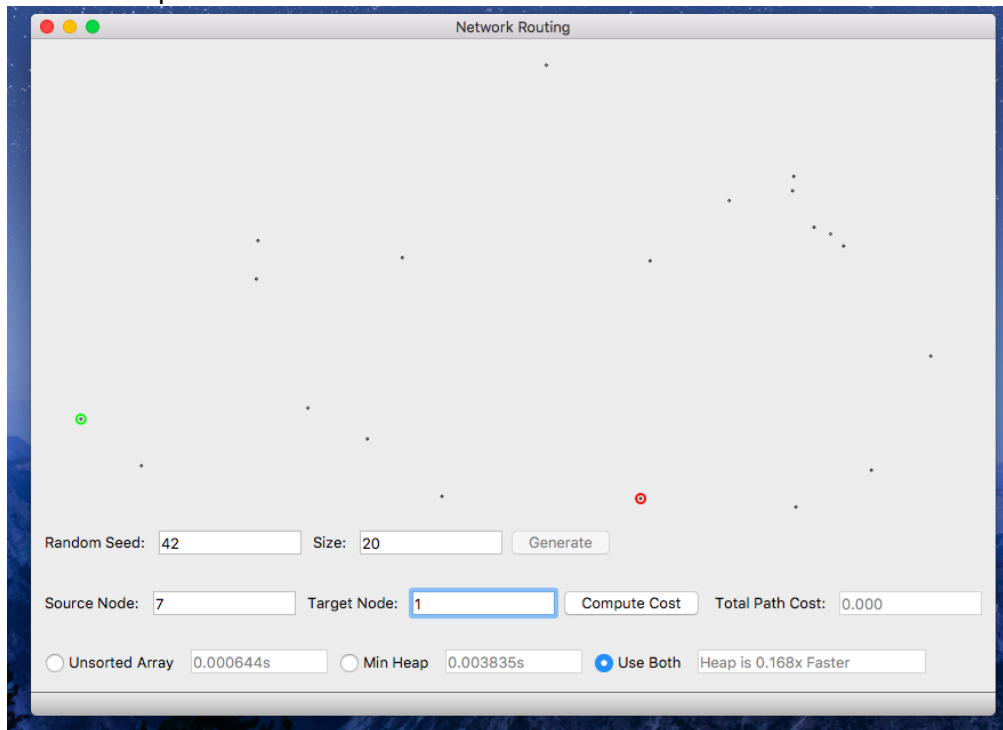 Network Routing
Random Seed: 42 Size: 20 Generate
Source Node: 7 Target Node: 1 Compute Cost Total Path Cost: 0.000
Unsorted Array 0.000644s Min Heap 0.003835s Use Both Heap is 0.168x Faster